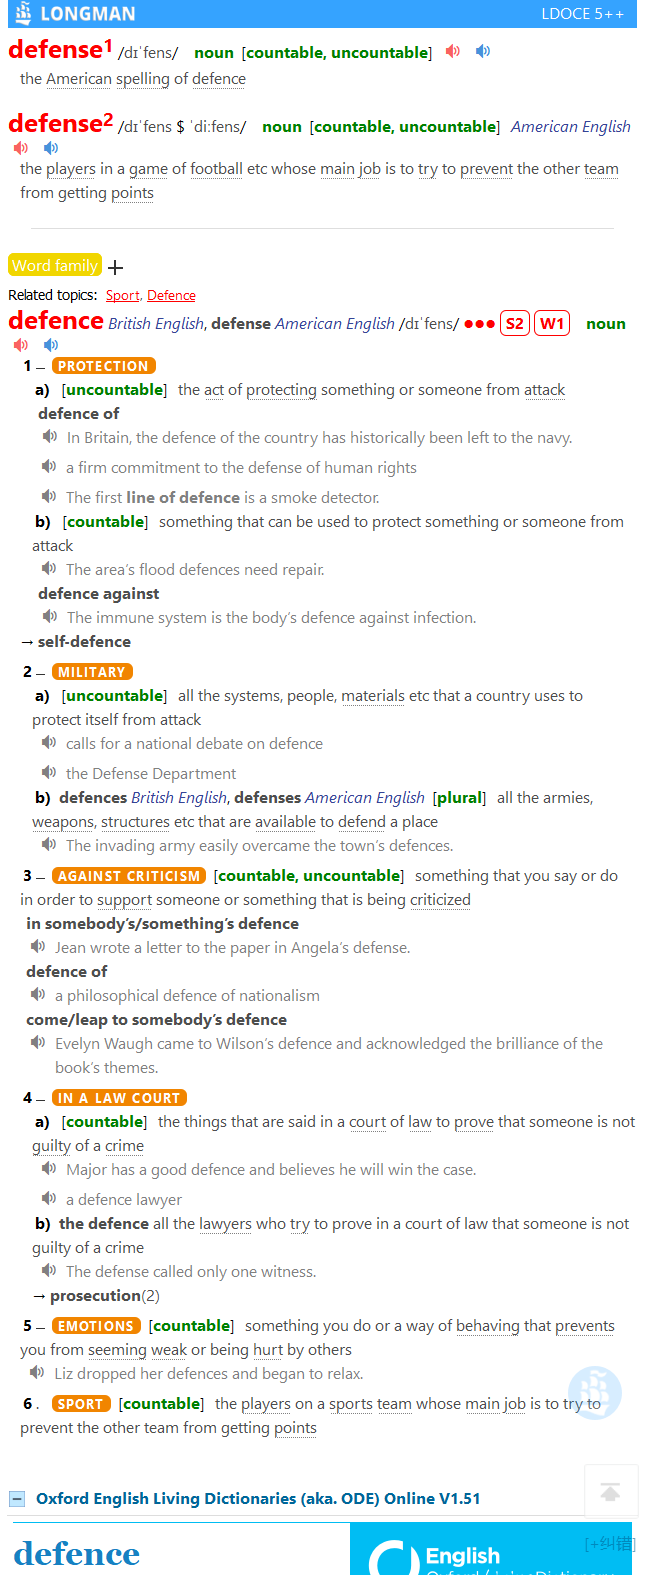 LONGMAN LDOCE 5++
defense1 /dɪˈfens/ noun [countable, uncountable]
the American spelling of defence
defense2 /dɪˈfens $ ˈdiːfens/ noun [countable, uncountable] American English
the players in a game of football etc whose main job is to try to prevent the other team
from getting points
Word family
Related topics: Sport, Defence
defence British English, defense American English /dɪˈfens/ ●●● S2 W1 noun
1 – PROTECTION
a) [uncountable] the act of protecting something or someone from attack
defence of
In Britain, the defence of the country has historically been left to the navy.
a firm commitment to the defense of human rights
The first line of defence is a smoke detector.
b) [countable] something that can be used to protect something or someone from
attack
The area’s flood defences need repair.
defence against
The immune system is the body’s defence against infection.
→ self-defence
2 – MILITARY
a) [uncountable] all the systems, people, materials etc that a country uses to
protect itself from attack
calls for a national debate on defence
the Defense Department
b) defences British English, defenses American English [plural] all the armies,
weapons, structures etc that are available to defend a place
The invading army easily overcame the town’s defences.
3 – AGAINST CRITICISM [countable, uncountable] something that you say or do
in order to support someone or something that is being criticized
in somebody’s/something’s defence
Jean wrote a letter to the paper in Angela’s defense.
defence of
a philosophical defence of nationalism
come/leap to somebody’s defence
Evelyn Waugh came to Wilson’s defence and acknowledged the brilliance of the
book’s themes.
4 – IN A LAW COURT
a) [countable] the things that are said in a court of law to prove that someone is not
guilty of a crime
Major has a good defence and believes he will win the case.
a defence lawyer
b) the defence all the lawyers who try to prove in a court of law that someone is not
guilty of a crime
The defense called only one witness.
→ prosecution(2)
5 – EMOTIONS [countable] something you do or a way of behaving that prevents
you from seeming weak or being hurt by others
Liz dropped her defences and began to relax.
6 . SPORT [countable] the players on a sports team whose main job is to try to
prevent the other team from getting points
Oxford English Living Dictionaries (aka. ODE) Online V1.51
[+纠错]
defence English